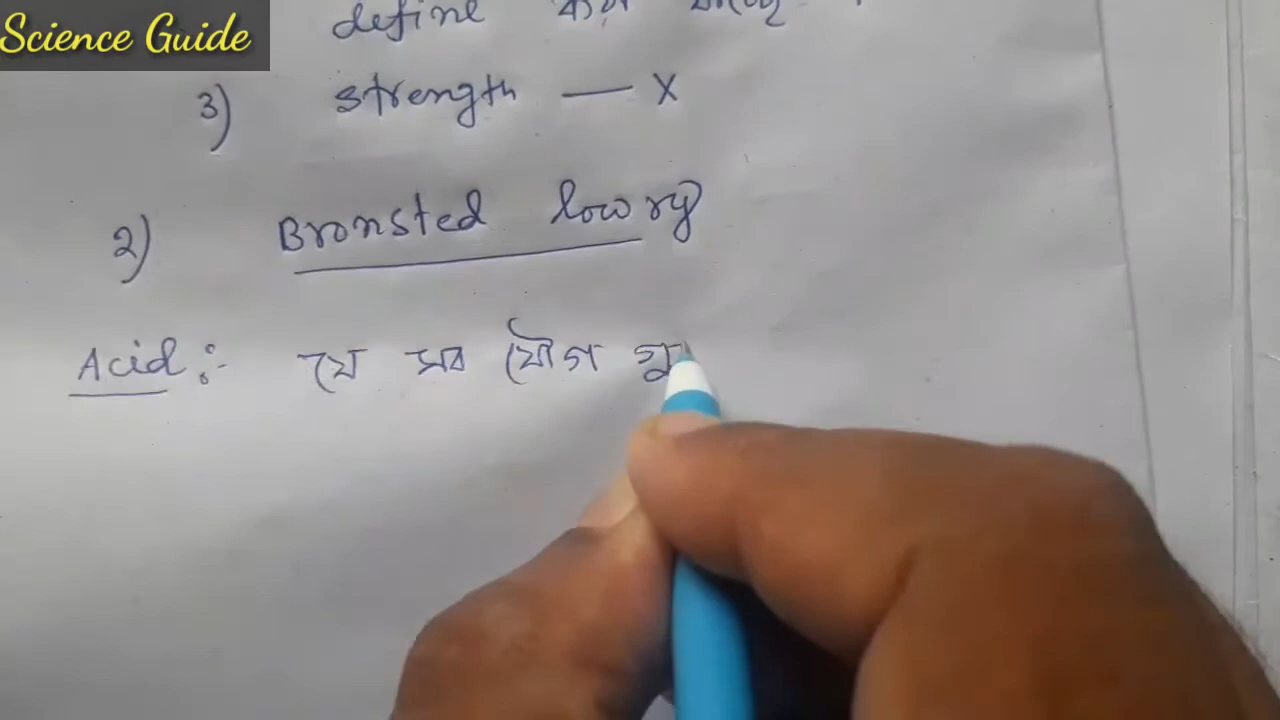 Science Guide
define
3) strength — X
2) Bronsted lowry
Acid :- যে সব যৌগ